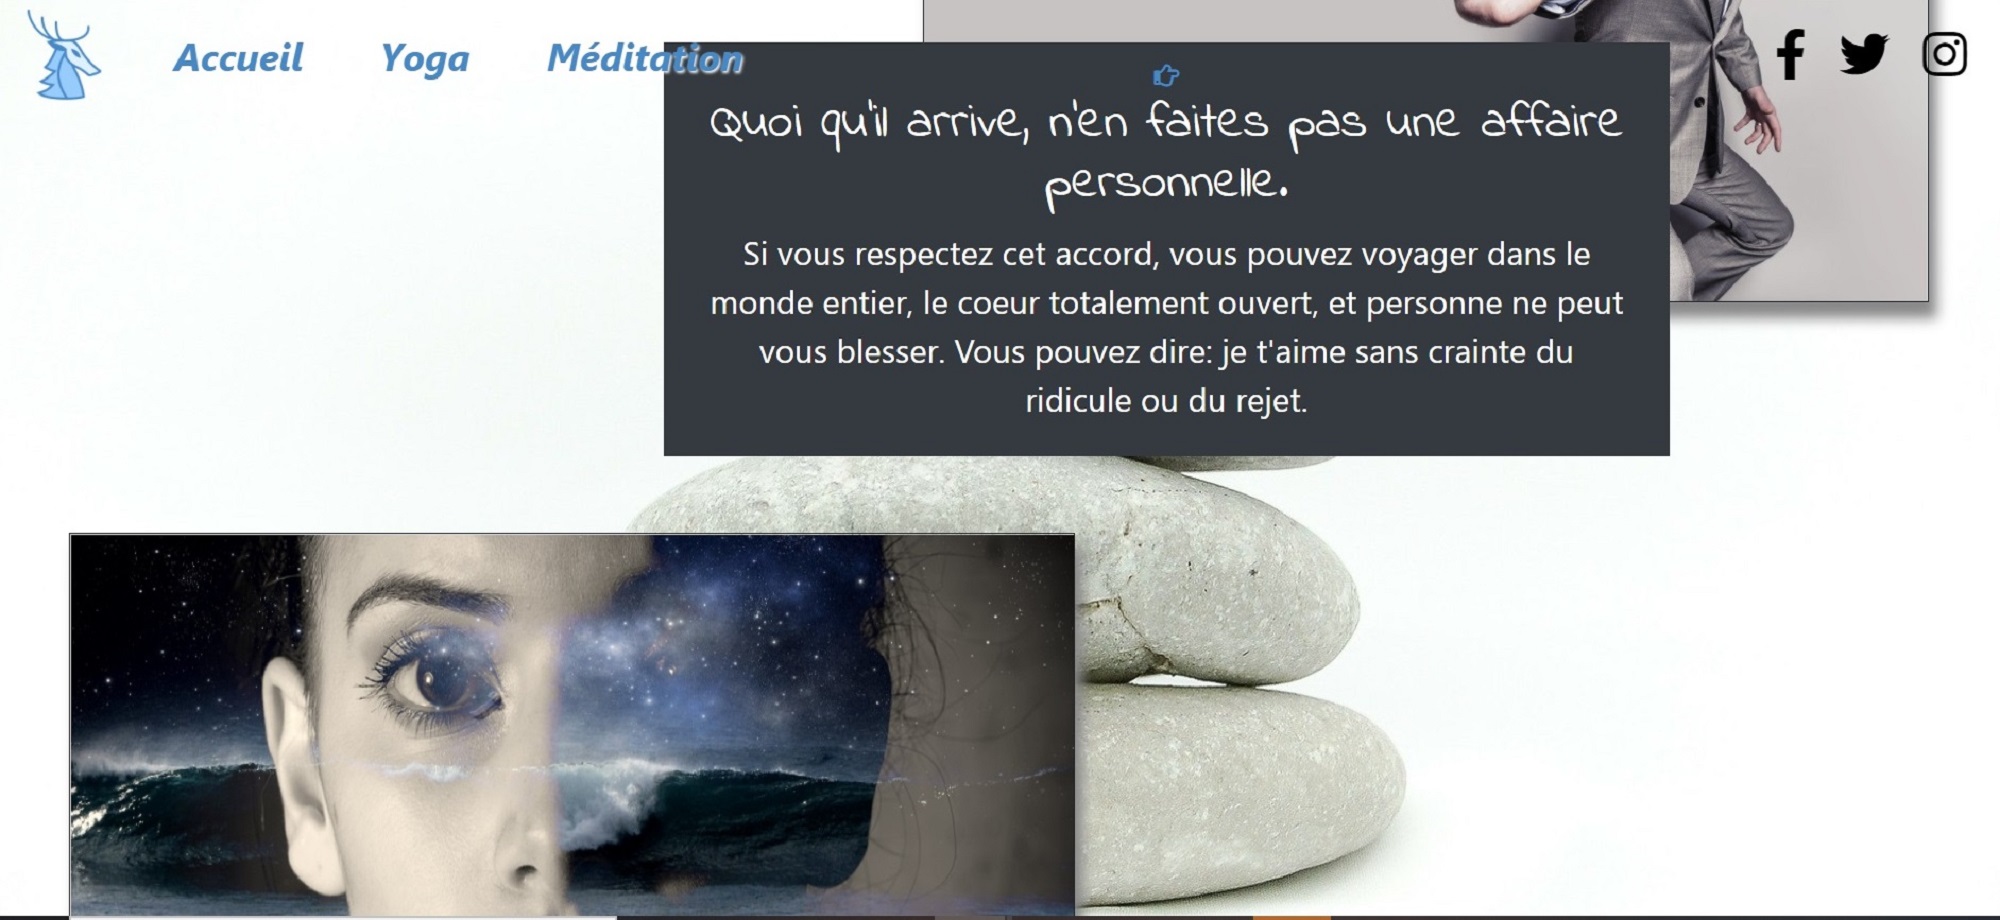 Accueil Yoga Méditation
Quoi qu'il arrive, n'en faites pas une affaire
personnelle.
Si vous respectez cet accord, vous pouvez voyager dans le
monde entier, le coeur totalement ouvert, et personne ne peut
vous blesser. Vous pouvez dire: je t'aime sans crainte du
ridicule ou du rejet.